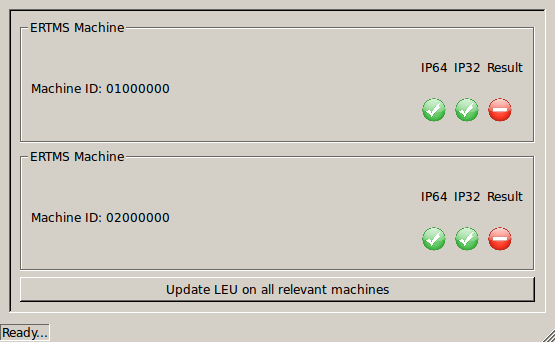 ERTMS Machine
IP64 IP32 Result
Machine ID: 01000000
ERTMS Machine
IP64 IP32 Result
Machine ID: 02000000
Update LEU on all relevant machines
Ready...